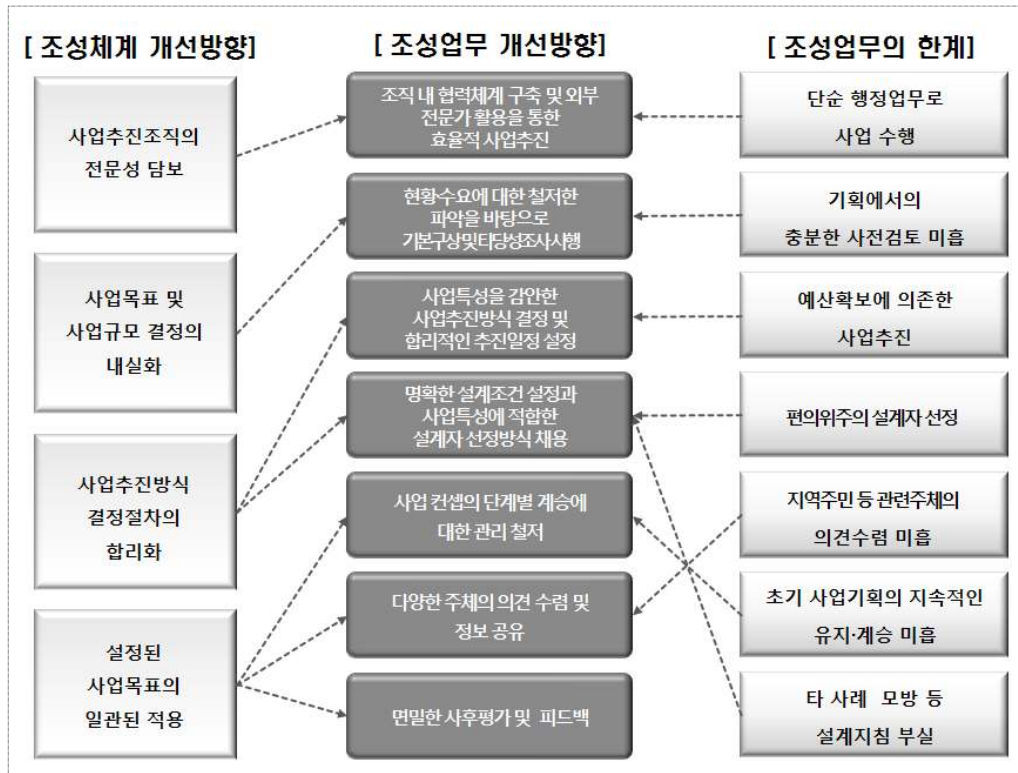 [ 조성체계 개선방향]
사업추진조직의
전문성 담보
사업목표 및
사업규모 결정의
내실화
사업추진방식
결정절차의
합리화
설정된
사업목표의
일관된 적용
[ 조성업무 개선방향]
조직 내 협력체계 구축 및 외부
전문가 활용을 통한
효율적 사업추진
현황·수요에 대한 철저한
파악을 바탕으로
기본구상및타당성조사시행
사업특성을 감안한
사업추진방식 결정 및
합리적인 추진일정 설정
명확한 설계조건 설정과
사업특성에 적합한
설계자 선정방식 채용
사업 컨셉의 단계별 계승에
대한 관리 철저
다양한 주체의 의견 수렴 및
정보 공유
면밀한 사후평가 및 피드백
[ 조성업무의 한계]
단순 행정업무로
사업 수행
기획에서의
충분한 사전검토 미흡
예산확보에 의존한
사업추진
편의위주의 설계자 선정
지역주민 등 관련주체의
의견수렴 미흡
초기 사업기획의 지속적인
유지·계승 미흡
타 사례 모방 등
설계지침 부실